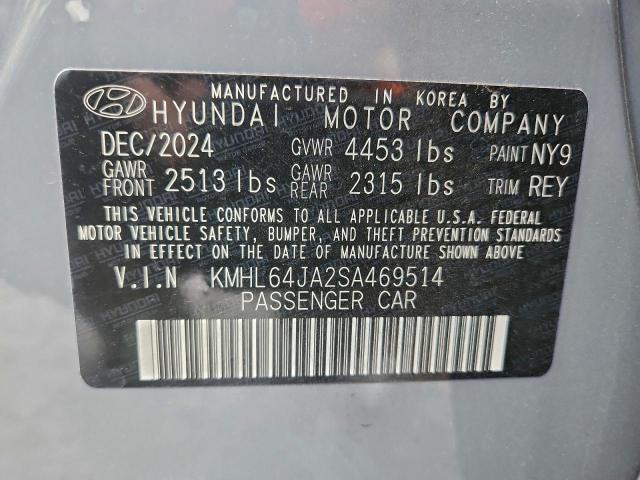 MANUFACTURED IN KOREA BY
HYUNDAI MOTOR COMPANY
DEC/2024 GVWR 4453 lbs PAINT NY9
GAWR FRONT 2513 lbs GAWR REAR 2315 lbs TRIM REY
THIS VEHICLE CONFORMS TO ALL APPLICABLE U.S.A. FEDERAL
MOTOR VEHICLE SAFETY, BUMPER, AND THEFT PREVENTION
STANDARDS IN EFFECT ON THE DATE OF MANUFACTURE SHOWN ABOVE
V.I.N KMHL64JA2SA469514
PASSENGER CAR